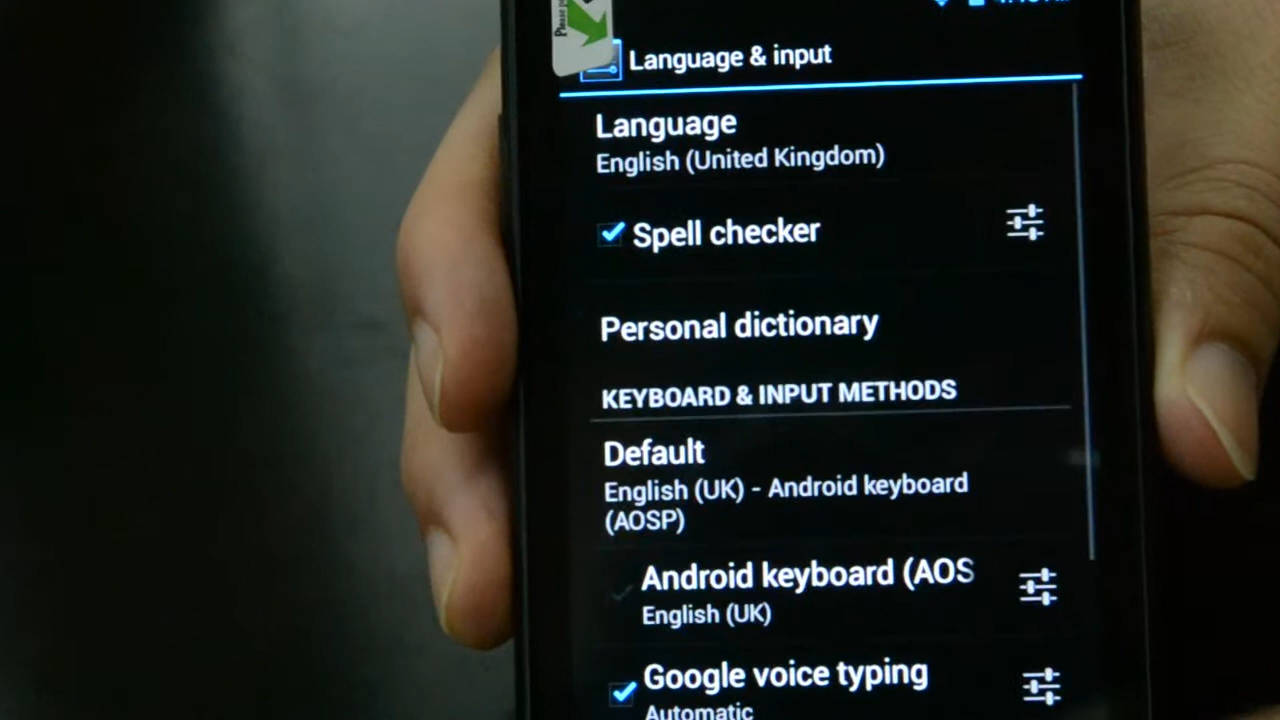 Please
Language & input
Language
English (United Kingdom)
Spell checker
Personal dictionary
KEYBOARD & INPUT METHODS
Default
English (UK) - Android keyboard
(AOSP)
Android keyboard (AOS
English (UK)
Google voice typing
Automatic